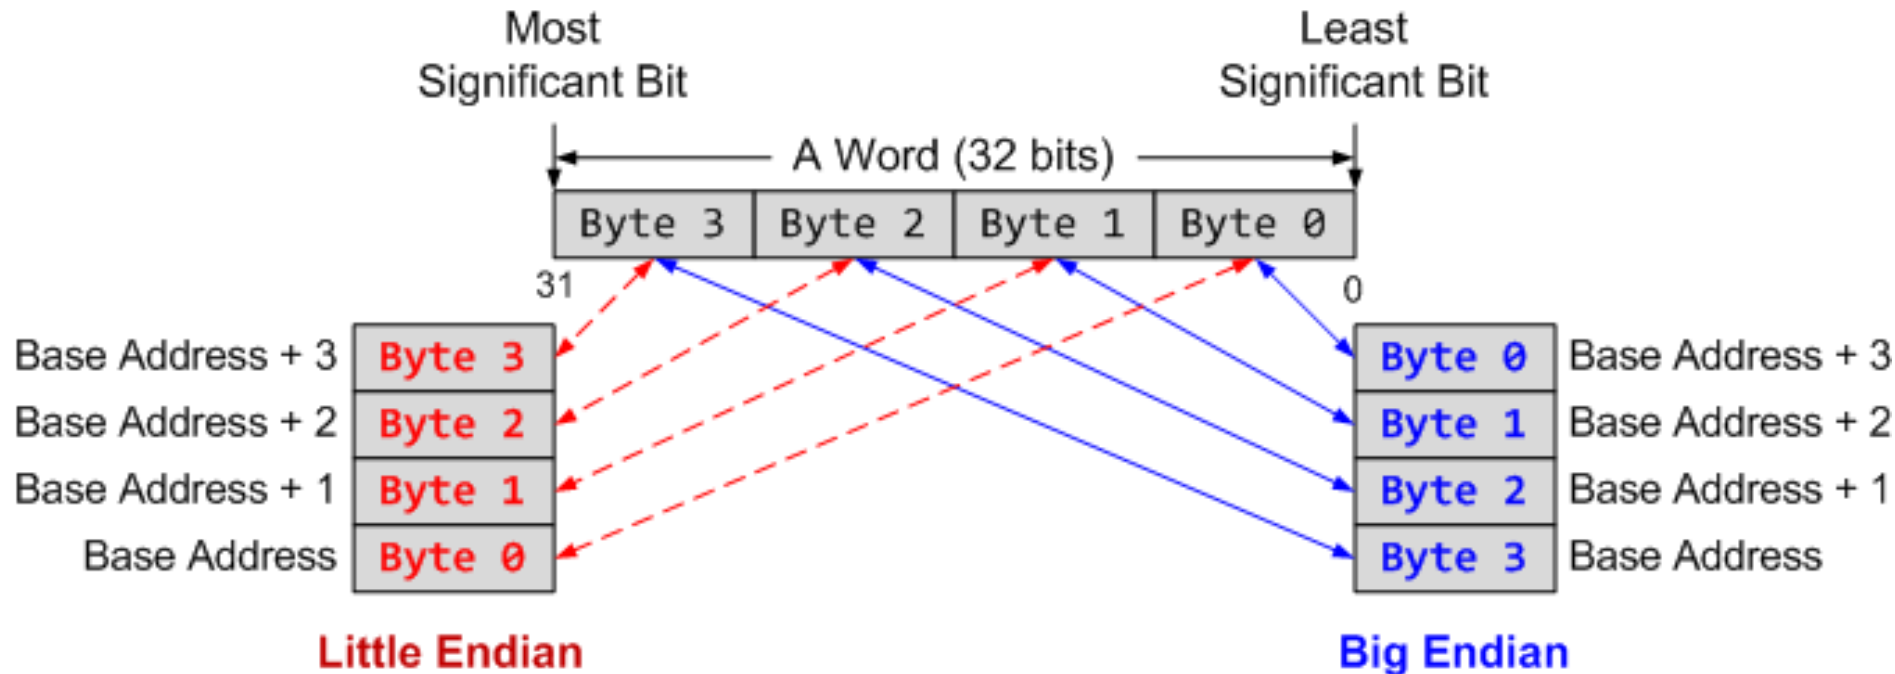 Most
Significant Bit
Least
Significant Bit
A Word (32 bits)
Byte 3 Byte 2 Byte 1 Byte 0
31 0
Base Address + 3 Byte 3
Base Address + 2 Byte 2
Base Address + 1 Byte 1
Base Address Byte 0
Little Endian
Byte 0 Base Address + 3
Byte 1 Base Address + 2
Byte 2 Base Address + 1
Byte 3 Base Address
Big Endian